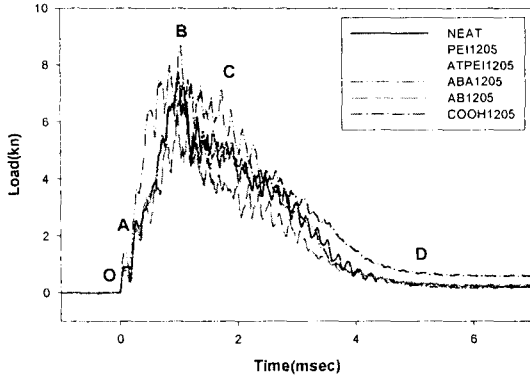 10
8
6
4
2
0
Load(kn)
O
A
B
C
D
NEAT
PEI1205
ATPEI1205
ABA1205
AB1205
COOH1205
0
2
4
6
Time(msec)